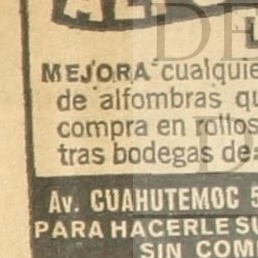 MEJORA cualquie
de alfombras qu
compra en rollos
tras bodegas de
Av. CUAHUTEMOC 5
PARA HACERLE SU
SIN COM